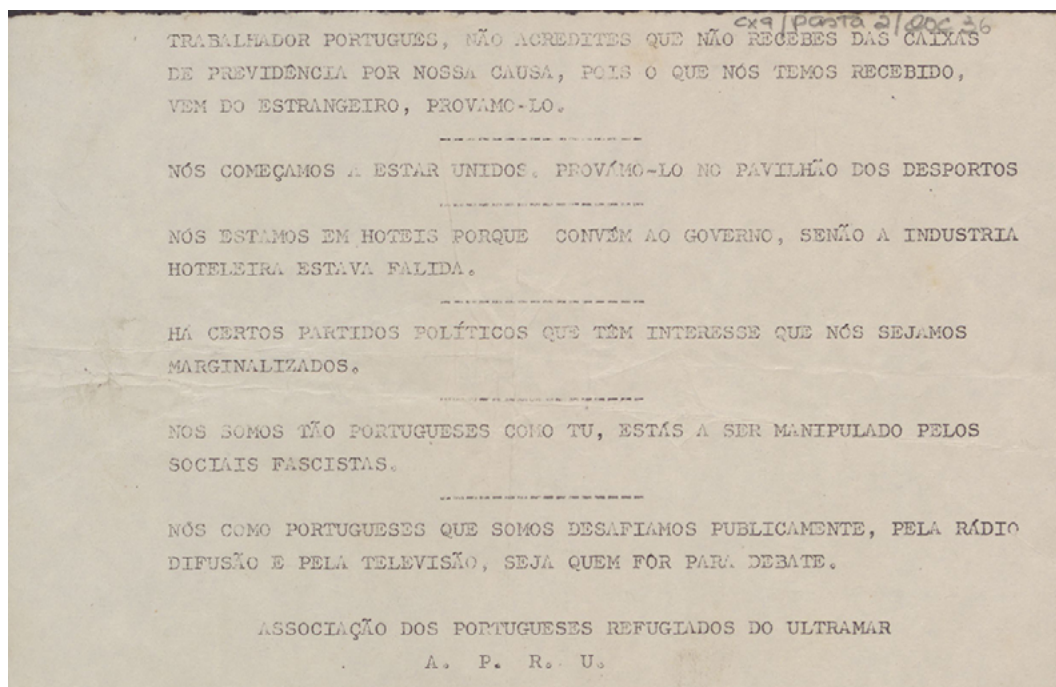 cx9/pasta 2/doc 36
TRABALHADOR PORTUGUES, NÃO ACREDITES QUE NÃO RECEBES DAS CAIXAS
DE PREVIDÊNCIA POR NOSSA CAUSA, POIS O QUE NÓS TEMOS RECEBIDO,
VEM DO ESTRANGEIRO, PROVAMO-LO.
NÓS COMEÇAMOS A ESTAR UNIDOS. PROVÁMO-LO NO PAVILHÃO DOS DESPORTOS
NÓS ESTAMOS EM HOTEIS PORQUE CONVÉM AO GOVERNO, SENÃO A INDUSTRIA
HOTELEIRA ESTAVA FALIDA.
HÁ CERTOS PARTIDOS POLÍTICOS QUE TÊM INTERESSE QUE NÓS SEJAMOS
MARGINALIZADOS.
NOS SOMOS TÃO PORTUGUESES COMO TU, ESTÁS A SER MANIPULADO PELOS
SOCIAIS FASCISTAS.
NÓS COMO PORTUGUESES QUE SOMOS DESAFIAMOS PUBLICAMENTE, PELA RÁDIO
DIFUSÃO E PELA TELEVISÃO, SEJA QUEM FÔR PARA DEBATE.
ASSOCIAÇÃO DOS PORTUGUESES REFUGIADOS DO ULTRAMAR
A. P. R. U.